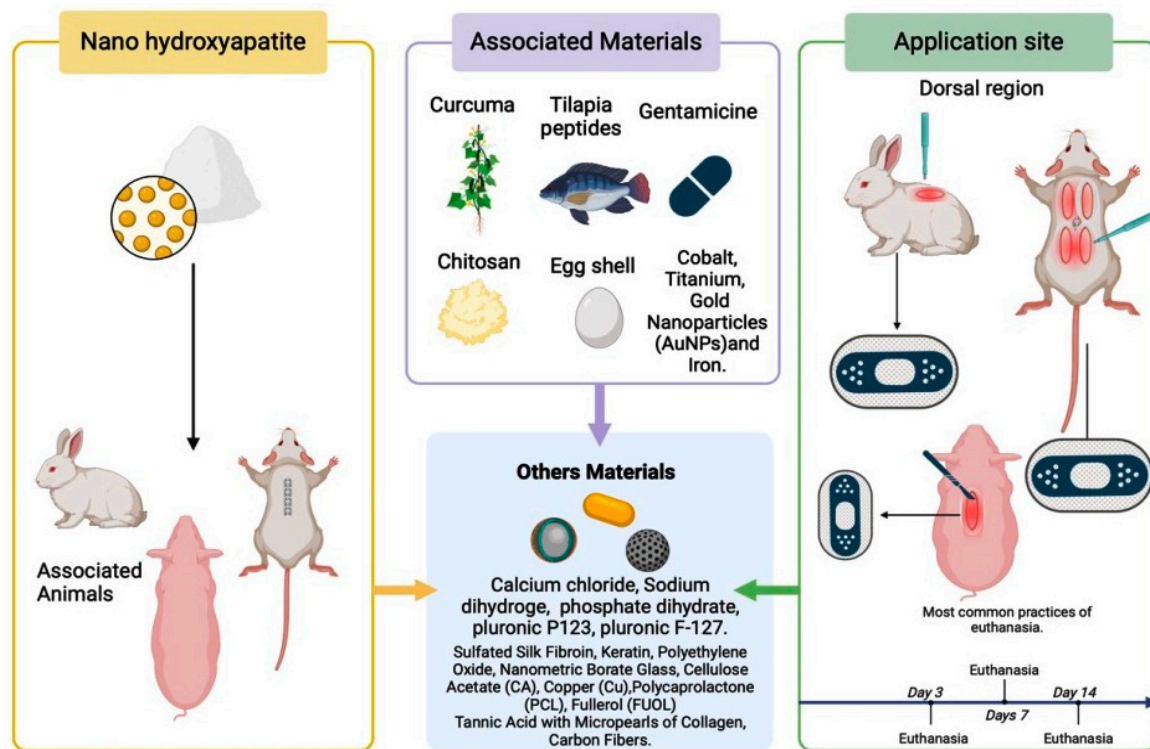 Nano hydroxyapatite
Associated
Animals
Associated Materials
Curcuma
Tilapia
peptides
Gentamicine
Chitosan
Egg shell
Cobalt,
Titanium,
Gold
Nanoparticles
(AuNPs)and
Iron.
Others Materials
Calcium chloride, Sodium
dihydroge, phosphate dihydrate,
pluronic P123, pluronic F-127.
Sulfated Silk Fibroin, Keratin, Polyethylene
Oxide, Nanometric Borate Glass, Cellulose
Acetate (CA), Copper (Cu),Polycaprolactone
(PCL), Fullerol (FUOL)
Tannic Acid with Micropearls of Collagen,
Carbon Fibers.
Application site
Dorsal region
Most common practices of
euthanasia.
Euthanasia
Day 3
Days 7
Day 14
Euthanasia
Euthanasia